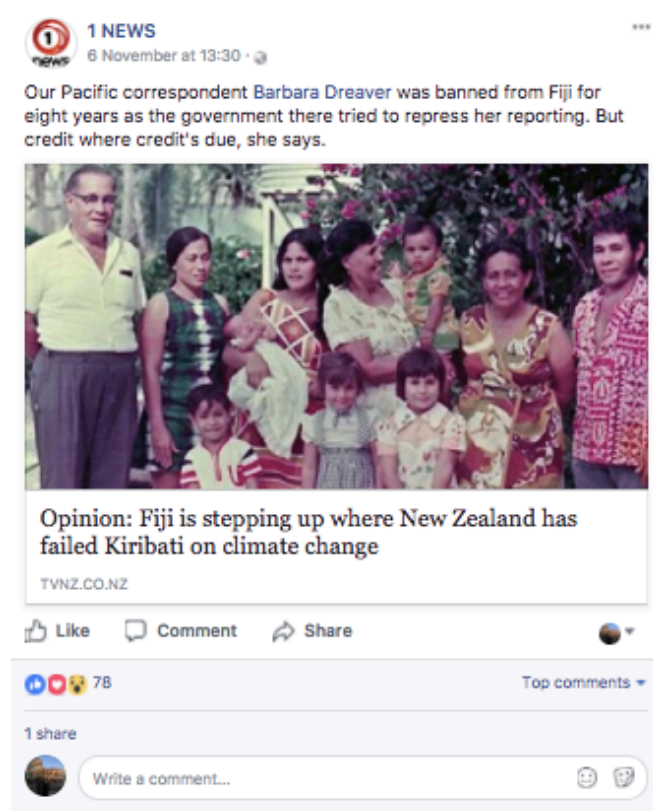 1 NEWS
6 November at 13:30 ·
Our Pacific correspondent Barbara Dreaver was banned from Fiji for
eight years as the government there tried to repress her reporting. But
credit where credit's due, she says.
Opinion: Fiji is stepping up where New Zealand has
failed Kiribati on climate change
TVNZ.CO.NZ
Like Comment Share
78 Top comments
1 share
Write a comment...